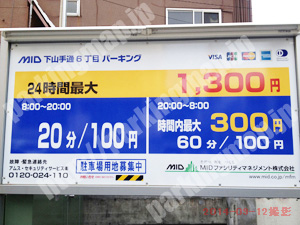 MID 下山手通6丁目パーキング
VISA
24時間最大 1,300円
8:00~20:00
20分/100円
20:00~8:00
時間内最大 300円
60分/100円
故障・緊急連絡先
アムス・セキュリティサービス㈱
0120-024-110
駐車場用地募集中
MID MIDファシリティマネジメント株式会社
www.mid.co.jp/midfm/